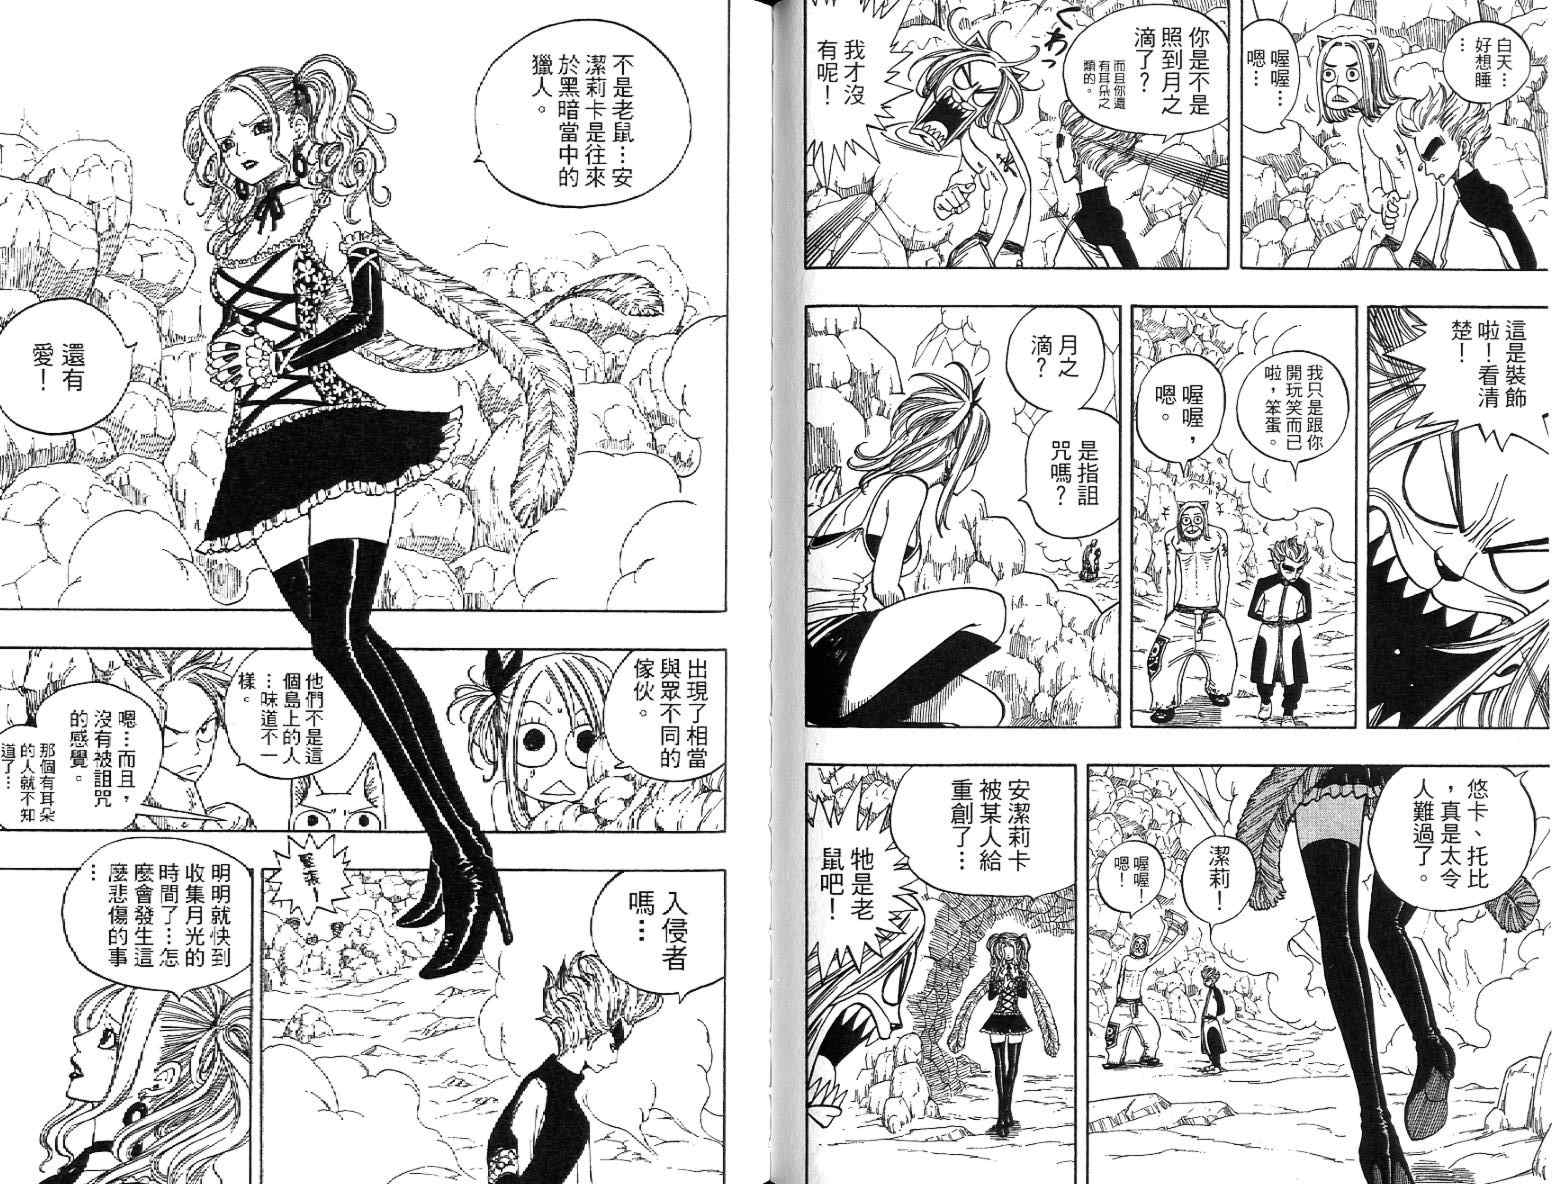 白天…
好想睡
…
喔喔…
嗯…
你是不是
照到月之
滴了？
而且你還
有耳朵之
類的。
くわっ
我才沒
有呢！
這是裝飾
啦！看清
楚！
我只是跟你
開玩笑而已
啦，笨蛋。
喔喔，
嗯。
月之
滴？
是指詛
咒嗎？
悠卡、托比
，真是太令
人難過了。
潔莉！
喔喔！
嗯！
安潔莉卡
被某人給
重創了…
牠是老
鼠吧！
不是老鼠…安
潔莉卡是往來
於黑暗當中的
獵人。
還有
愛！
出現了相當
與眾不同的
傢伙。
他們不是這
個島上的人
…味道不一
樣。
嗯…而且，
沒有被詛咒
的感覺。
那個有耳朵
的人就不知
道了…
入侵者
嗎…
緊張！
明明就快到
收集月光的
時間了…怎
麼會發生這
麼悲傷的事
…